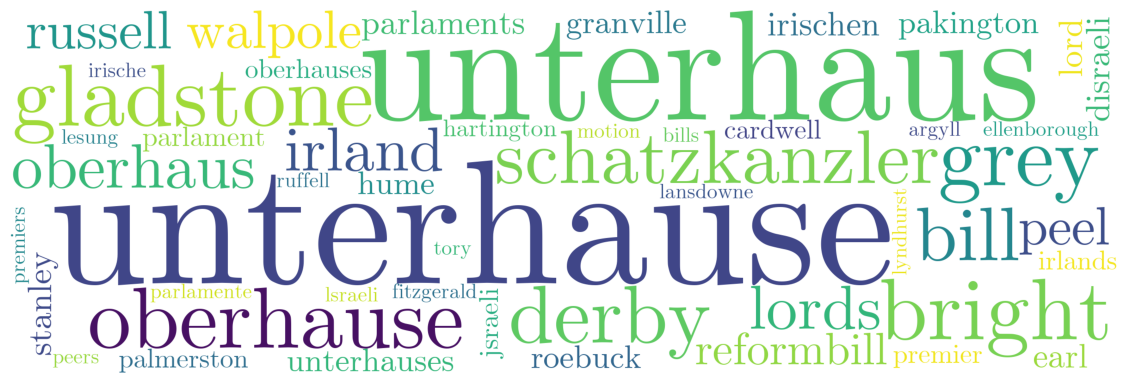 russell
walpole
parlaments
unterhaus
granville
irischen
pakington
lord
disraeli
irische
oberhauses
gladstone
lesung
parlament
hartington
motion
bills
cardwell
argyll
ellenborough
oberhaus
irland
ruffell
hume
schatzkanzler
grey
lansdowne
unterhause
tory
lyndhurst
bill
peel
irlands
premiers
stanley
parlamente
lsraeli
fitzgerald
jsraeli
oberhause
derby
lords
bright
peers
palmerston
unterhauses
roebuck
reformbill
premier
earl